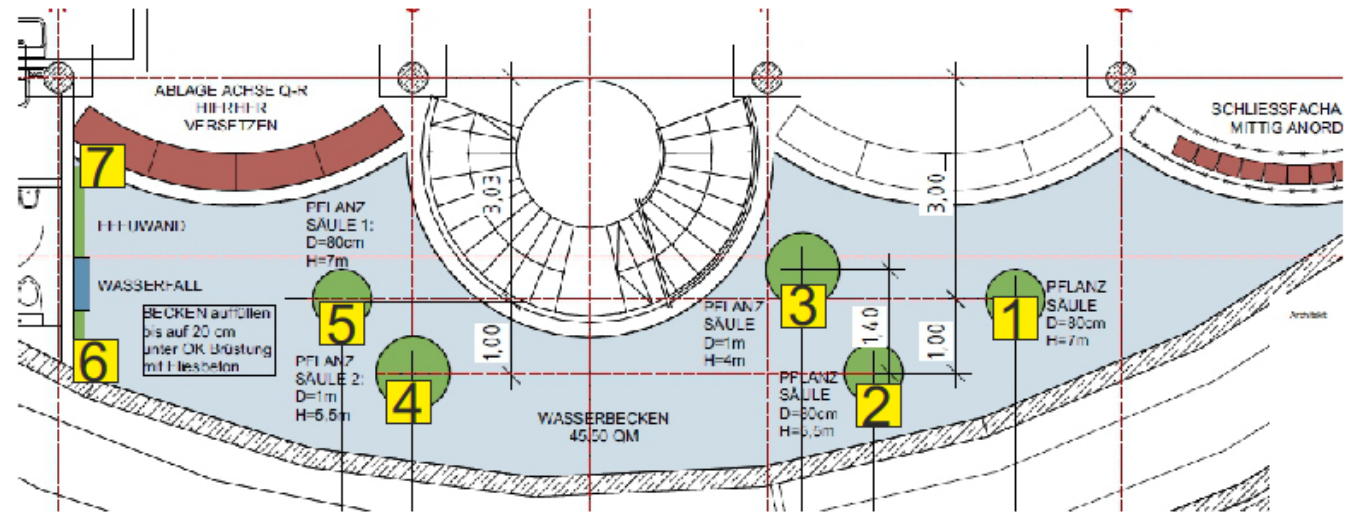 ABLAGE ACHSE Q-R
HIERHER
VERSETZEN
SCHLIESSFACHA
MITTIG ANORD
7
WASSERFALL
BECKEN auffüllen
bis auf 20 cm
unter OK Brüstung
mit Fliesbeton
6
PFLANZ
SÄULE 1:
D=80cm
H=7m
5
PFLANZ
SÄULE 2:
D=1m
H=5,5m
4
3,03
1,00
WASSERBECKEN
45,50 QM
PFLANZ
SÄULE
D=1m
H=4m
3
PFLANZ
SÄULE
D=80cm
H=5,5m
2
1,40
1,00
3,00
1
PFLANZ
SÄULE
D=80cm
H=7m
Architekt